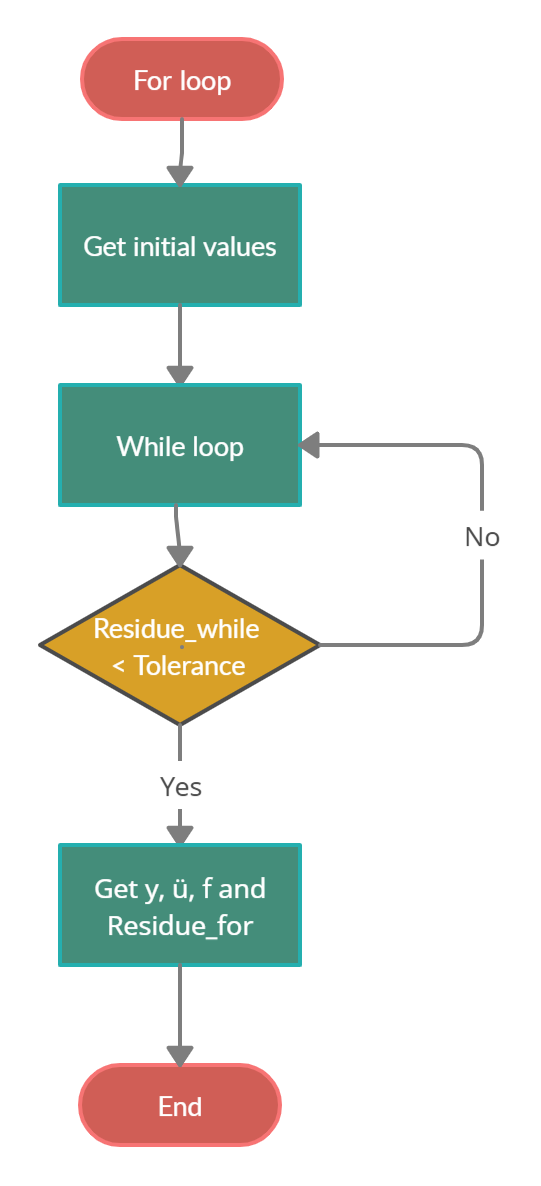 For loop
Get initial values
While loop
No
Residue_while
< Tolerance
Yes
Get y, ü, f and
Residue_for
End